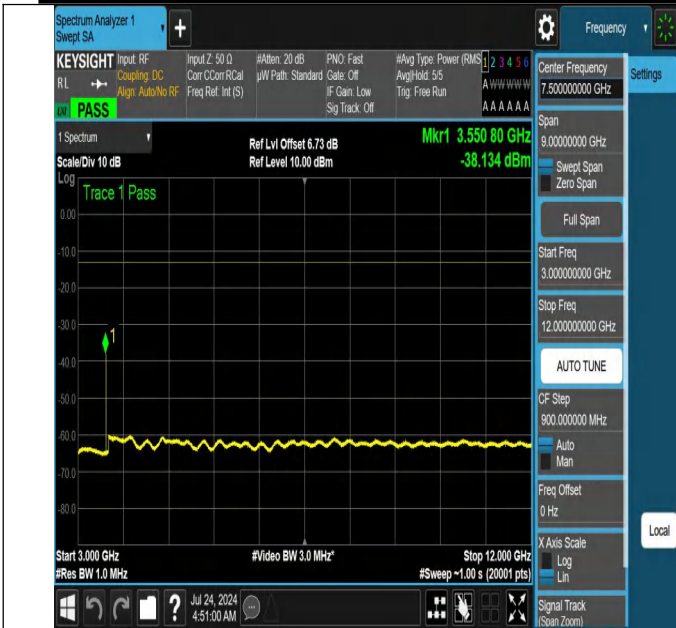 Spectrum Analyzer 1
Swept SA
+
Frequency
KEYSIGHT
RL
PASS
Input: RF
Coupling: DC
Align: Auto/No RF
Input Z: 50 Ω
Corr CCorr RCal
Freq Ref: Int (S)
#Atten: 20 dB
µW Path: Standard
PNO: Fast
Gate: Off
IF Gain: Low
Sig Track: Off
#Avg Type: Power (RMS
Avg|Hold: 5/5
Trig: Free Run
1 2 3 4 5 6
A W W W W W
A A A A A A
1 Spectrum
Scale/Div 10 dB
Ref Lvl Offset 6.73 dB
Ref Level 10.00 dBm
Mkr1 3.550 80 GHz
-38.134 dBm
Log
Trace 1 Pass
0.00
-10.0
-20.0
-30.0
1
-40.0
-50.0
-60.0
-70.0
-80.0
Start 3.000 GHz
#Video BW 3.0 MHz*
Stop 12.000 GHz
#Res BW 1.0 MHz
#Sweep ~1.00 s (20001 pts)
?
Jul 24, 2024
4:51:00 AM
Center Frequency
7.500000000 GHz
Settings
Span
9.00000000 GHz
Swept Span
Zero Span
Full Span
Start Freq
3.000000000 GHz
Stop Freq
12.000000000 GHz
AUTO TUNE
CF Step
900.000000 MHz
Auto
Man
Freq Offset
0 Hz
X Axis Scale
Log
Lin
Local
Signal Track
(Span Zoom)